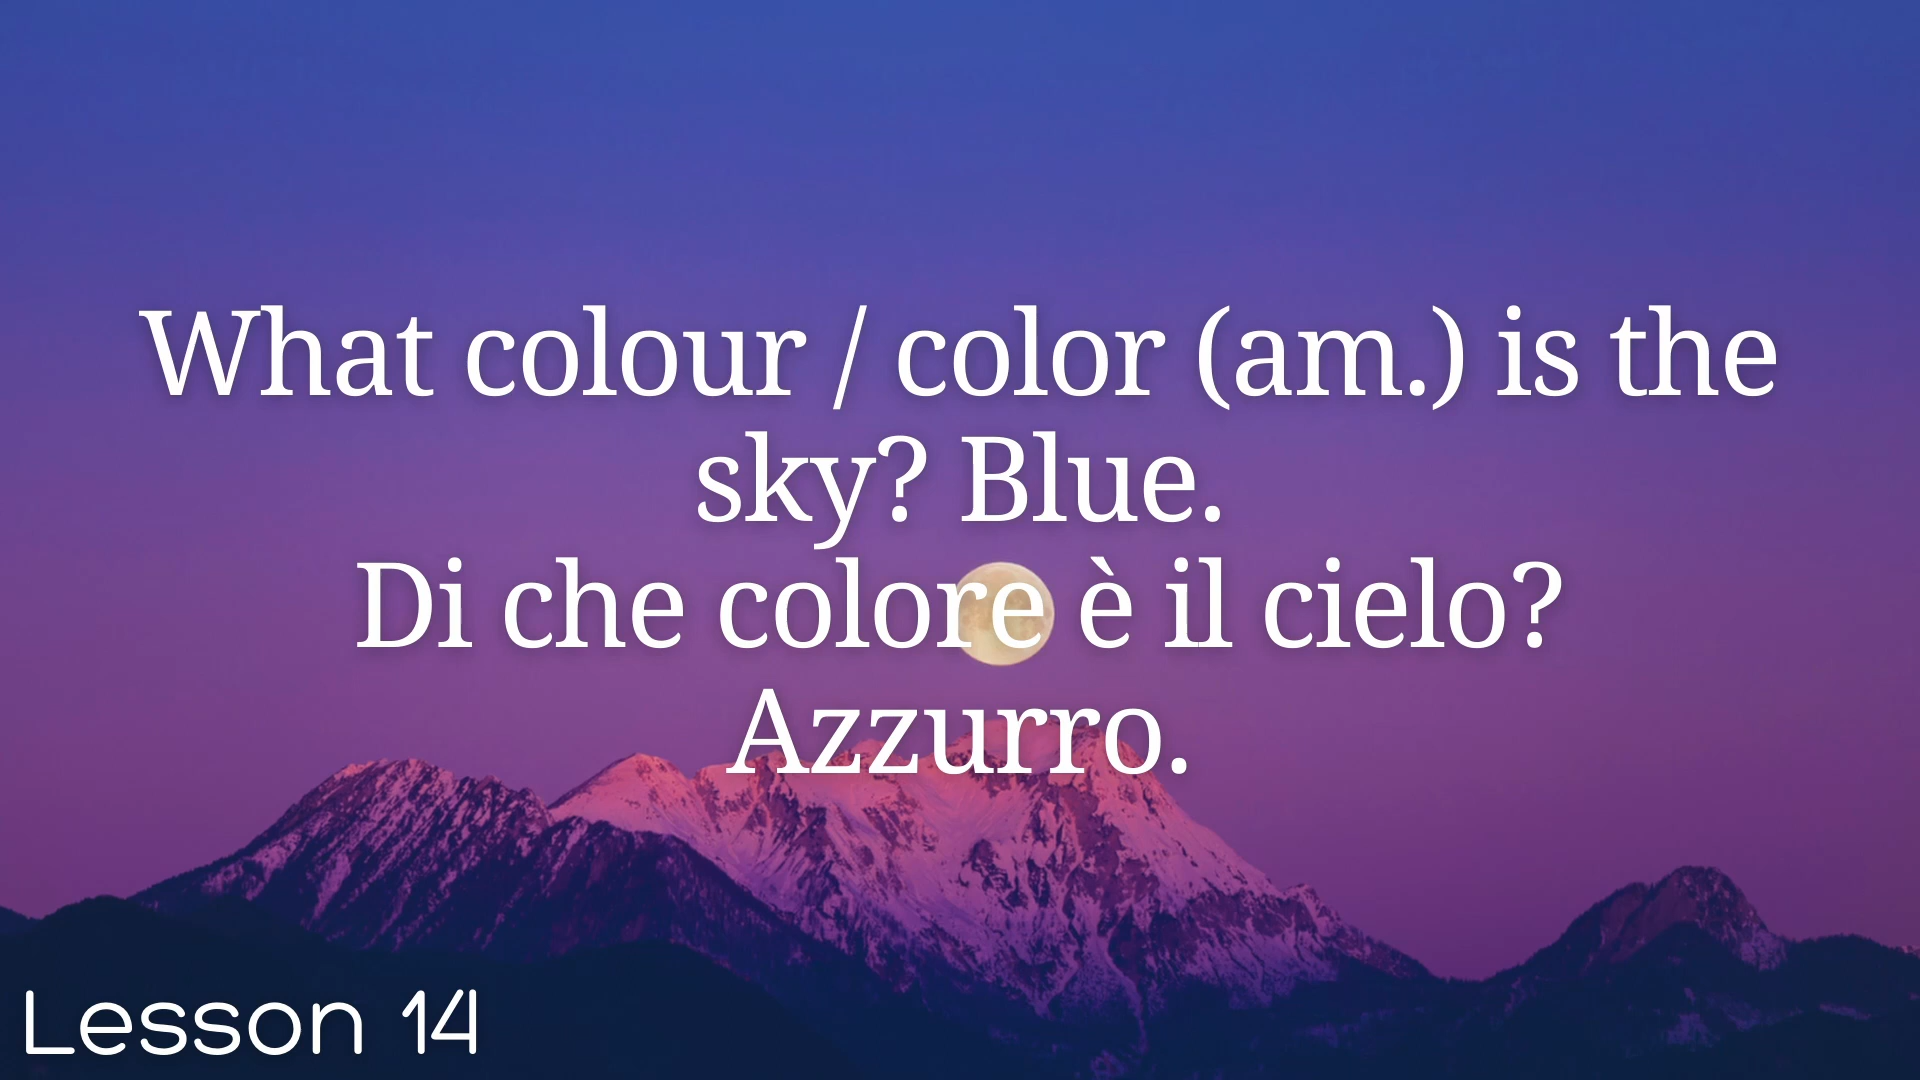 What colour / color (am.) is the
sky? Blue.
Di che colore è il cielo?
Azzurro.
Lesson 14